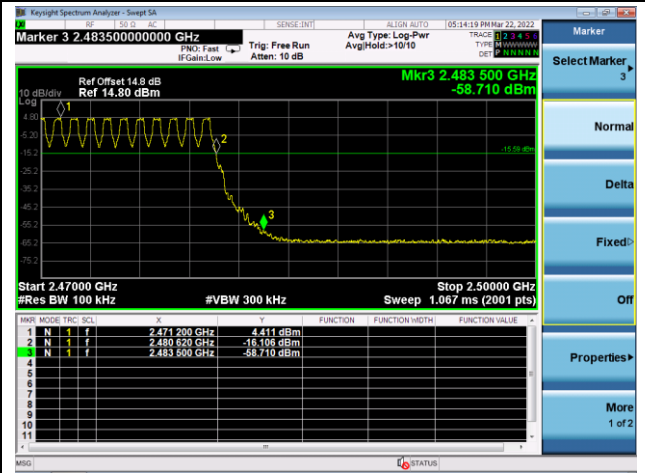 Keysight Spectrum Analyzer - Swept SA
RF 50 Ω AC SENSE:INT ALIGN AUTO 05:14:19 PM Mar 22, 2022
Marker 3 2.483500000000 GHz
PNO: Fast
IFGain:Low
Trig: Free Run
Atten: 10 dB
Avg Type: Log-Pwr
Avg|Hold:>10/10
TRACE 1 2 3 4 5 6
TYPE M WWWWW
DET P N N N N N
Ref Offset 14.8 dB
Ref 14.80 dBm
10 dB/div
Log
Mkr3 2.483 500 GHz
-58.710 dBm
1
4.80
-5.20
2
-15.2
-15.59 dBm
-25.2
-35.2
-45.2
3
-55.2
-65.2
-75.2
Start 2.47000 GHz
Stop 2.50000 GHz
#Res BW 100 kHz
#VBW 300 kHz
Sweep 1.067 ms (2001 pts)
MKR MODE TRC SCL X Y FUNCTION FUNCTION WIDTH FUNCTION VALUE
1 N 1 f 2.471 200 GHz 4.411 dBm
2 N 1 f 2.480 620 GHz -16.106 dBm
3 N 1 f 2.483 500 GHz -58.710 dBm
4
5
6
7
8
9
10
11
MSG
STATUS
Marker
Select Marker
3
Normal
Delta
Fixed
Off
Properties
More
1 of 2